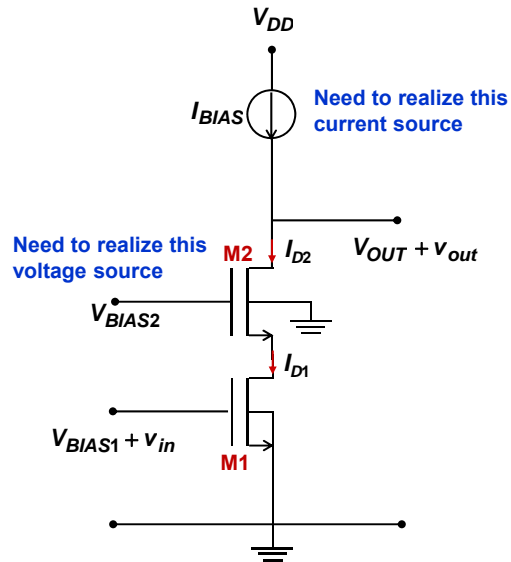 V_DD
I_BIAS
Need to realize this
current source
Need to realize this
voltage source
M2
I_D2
V_OUT + v_out
V_BIAS2
I_D1
V_BIAS1 + v_in
M1